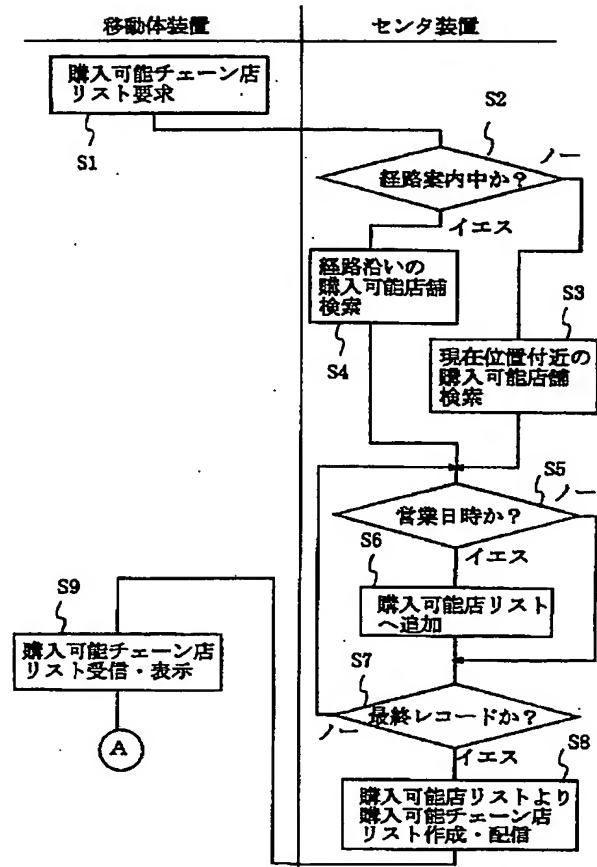 移動体装置
センタ装置
購入可能チェーン店
リスト要求
S1
S2
経路案内中か?
ノー
イエス
経路沿いの
購入可能店舗
検索
S4
S3
現在位置付近の
購入可能店舗
検索
S5
営業日時か?
ノー
イエス
S6
購入可能店リスト
へ追加
S7
最終レコードか?
ノー
イエス
S8
購入可能店リストより
購入可能チェーン店
リスト作成・配信
S9
購入可能チェーン店
リスト受信・表示
A